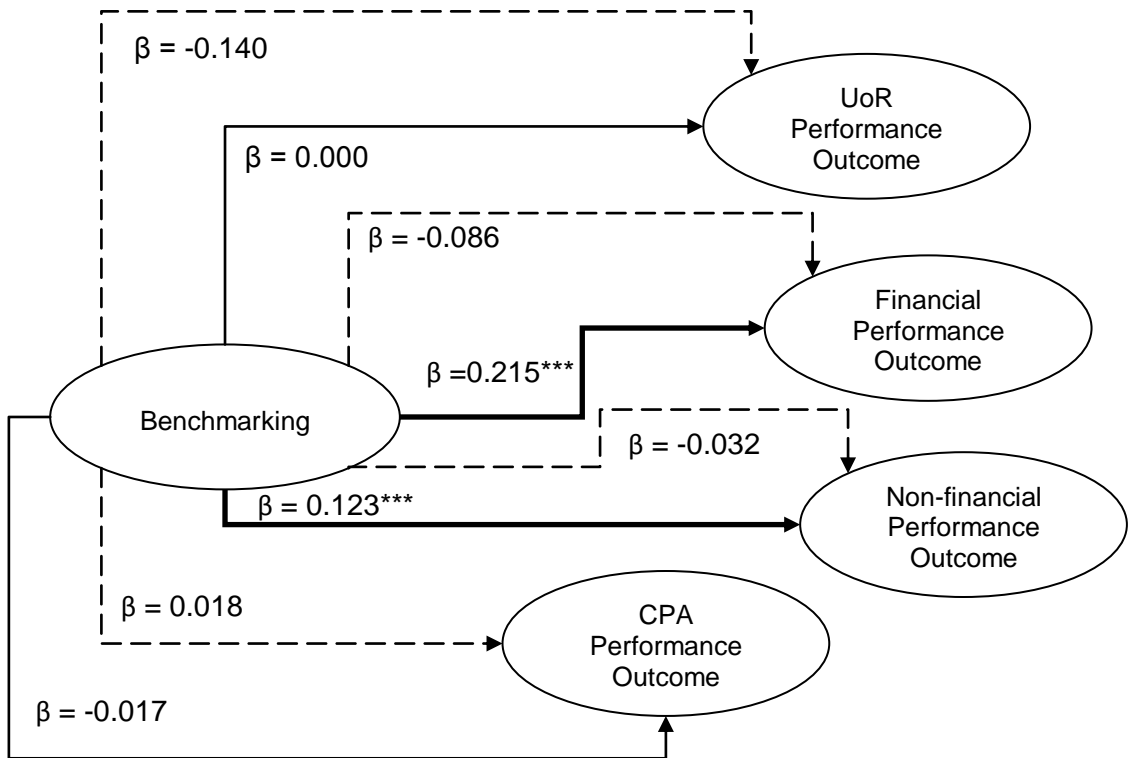 β = -0.140
UoR
Performance
Outcome
β = 0.000
β = -0.086
Financial
Performance
Outcome
β =0.215***
Benchmarking
β = -0.032
β = 0.123***
Non-financial
Performance
Outcome
β = 0.018
CPA
Performance
Outcome
β = -0.017